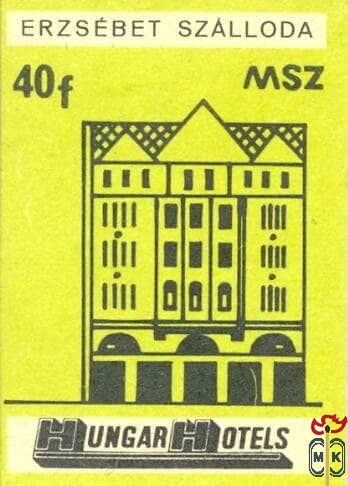 ERZSÉBET SZÁLLODA
40f MSZ
HUNGAR HOTELS
MK